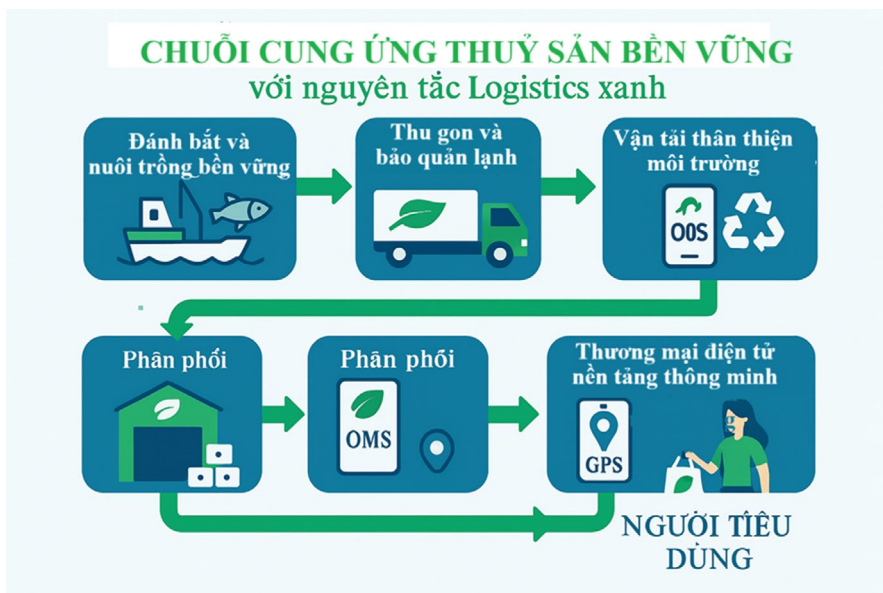 CHUỖI CUNG ỨNG THUỶ SẢN BỀN VỮNG
với nguyên tắc Logistics xanh
Đánh bắt và
nuôi trồng bền vững
Thu gon và
bảo quản lạnh
Vận tải thân thiện
môi trường
OOS
Phân phối
Phân phối
OMS
Thương mại điện tử
nền tảng thông minh
GPS
NGƯỜI TIÊU
DÙNG